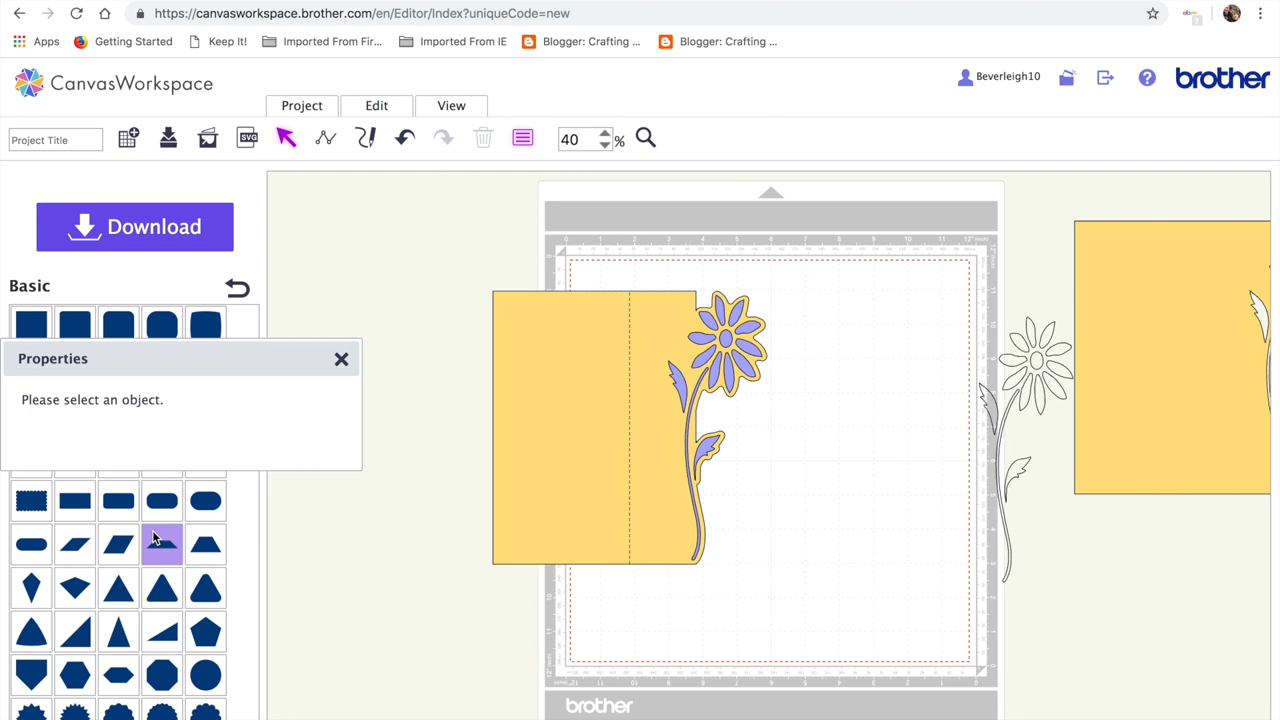 https://canvasworkspace.brother.com/en/Editor/Index?uniqueCode=new
Apps Getting Started Keep It! Imported From Fir... Imported From IE Blogger: Crafting ... Blogger: Crafting ...
CanvasWorkspace
Beverleigh10
brother
Project Edit View
Project Title
SVG
40 %
Download
Basic
Properties
Please select an object.
brother